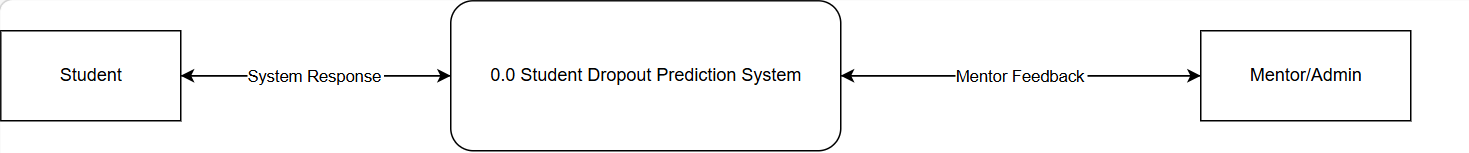 Student
System Response
0.0 Student Dropout Prediction System
Mentor Feedback
Mentor/Admin